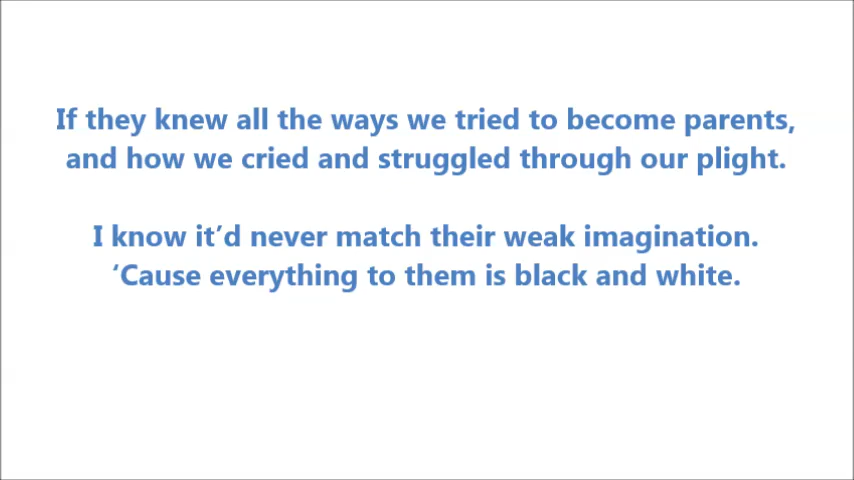 If they knew all the ways we tried to become parents,
and how we cried and struggled through our plight.
I know it’d never match their weak imagination.
‘Cause everything to them is black and white.